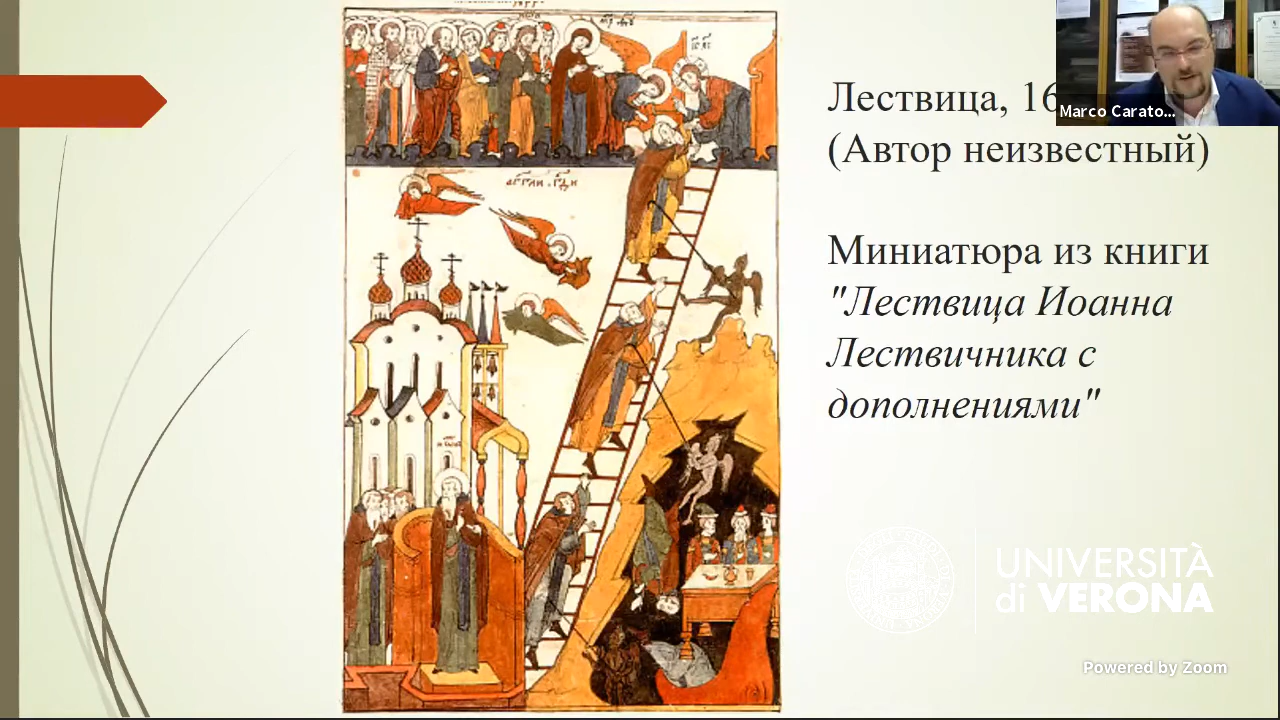 Лествица, 16
(Автор неизвестный)
Миниатюра из книги
"Лествица Иоанна
Лествичника с
дополнениями"
Marco Carato...
UNIVERSITÀ
di VERONA
Powered by Zoom